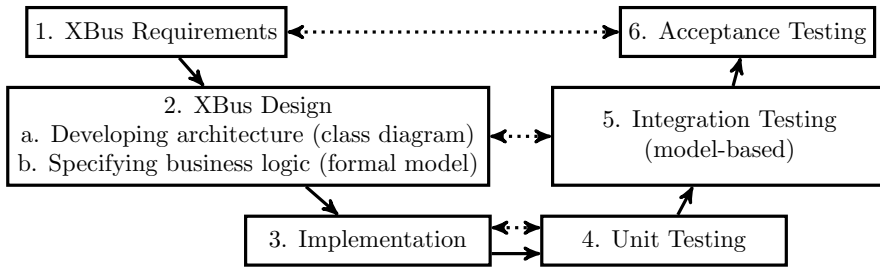 1. XBus Requirements
6. Acceptance Testing
2. XBus Design
a. Developing architecture (class diagram)
b. Specifying business logic (formal model)
5. Integration Testing
(model-based)
3. Implementation
4. Unit Testing